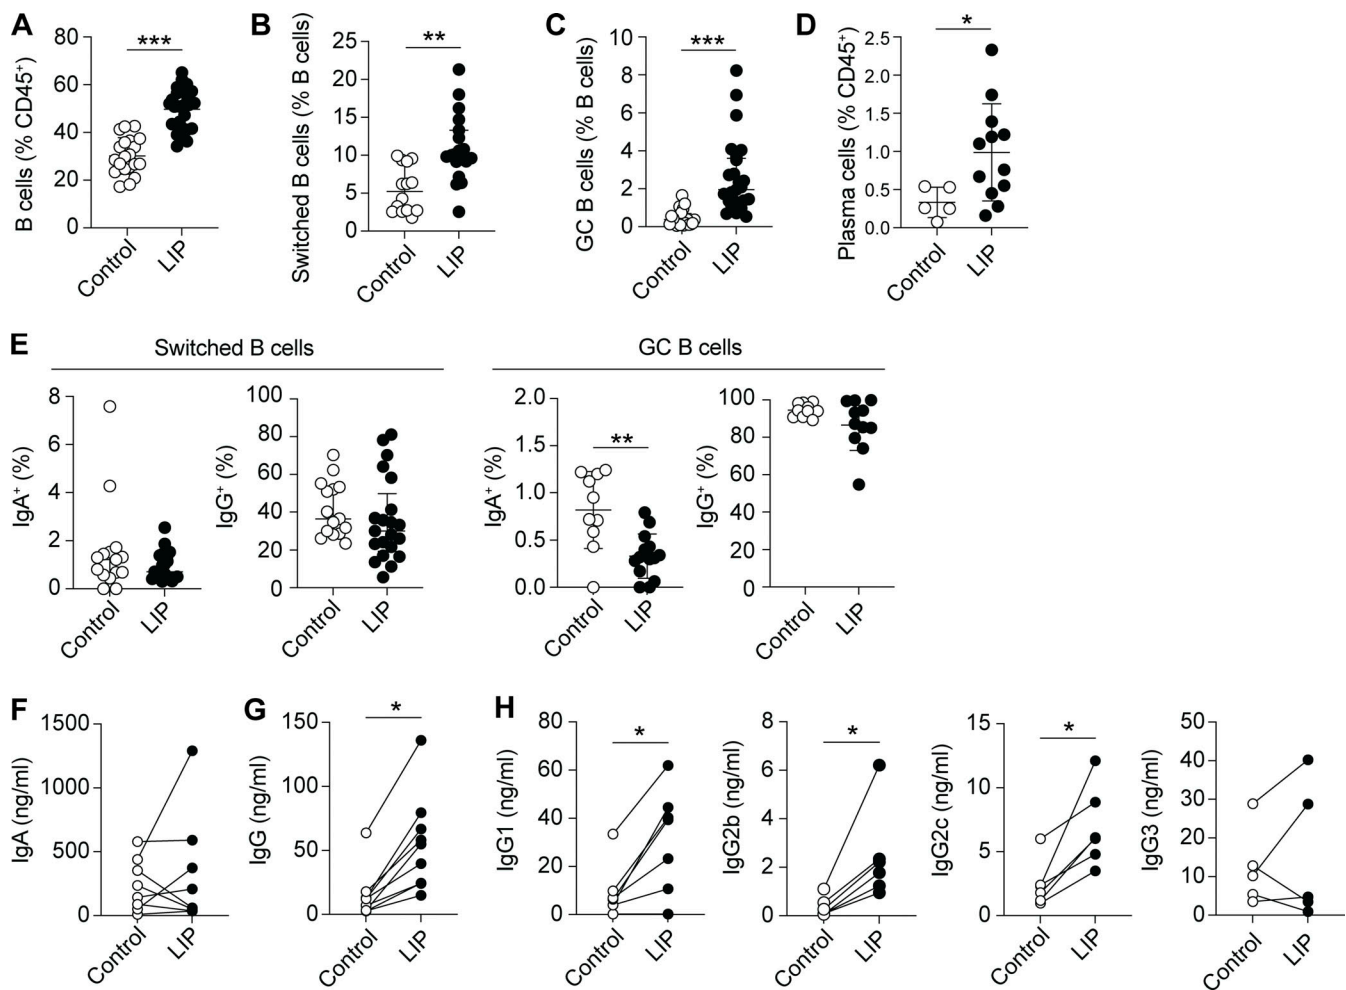 A
B cells (% CD45⁺)
80
60
40
20
0
***
Control
LIP
B
Switched B cells (% B cells)
25
20
15
10
5
0
**
Control
LIP
C
GC B cells (% B cells)
10
8
6
4
2
0
***
Control
LIP
D
Plasma cells (% CD45⁺)
2.5
2.0
1.5
1.0
0.5
0.0
*
Control
LIP
E
Switched B cells
IgA⁺ (%)
8
6
4
2
0
Control
LIP
IgG⁺ (%)
100
80
60
40
20
0
Control
LIP
GC B cells
IgA⁺ (%)
2.0
1.5
1.0
0.5
0.0
**
Control
LIP
IgG⁺ (%)
100
80
60
40
20
0
Control
LIP
F
IgA (ng/ml)
1500
1000
500
0
Control
LIP
G
IgG (ng/ml)
150
100
50
0
*
Control
LIP
H
IgG1 (ng/ml)
80
60
40
20
0
*
Control
LIP
IgG2b (ng/ml)
8
6
4
2
0
*
Control
LIP
IgG2c (ng/ml)
15
10
5
0
*
Control
LIP
IgG3 (ng/ml)
50
40
30
20
10
0
Control
LIP